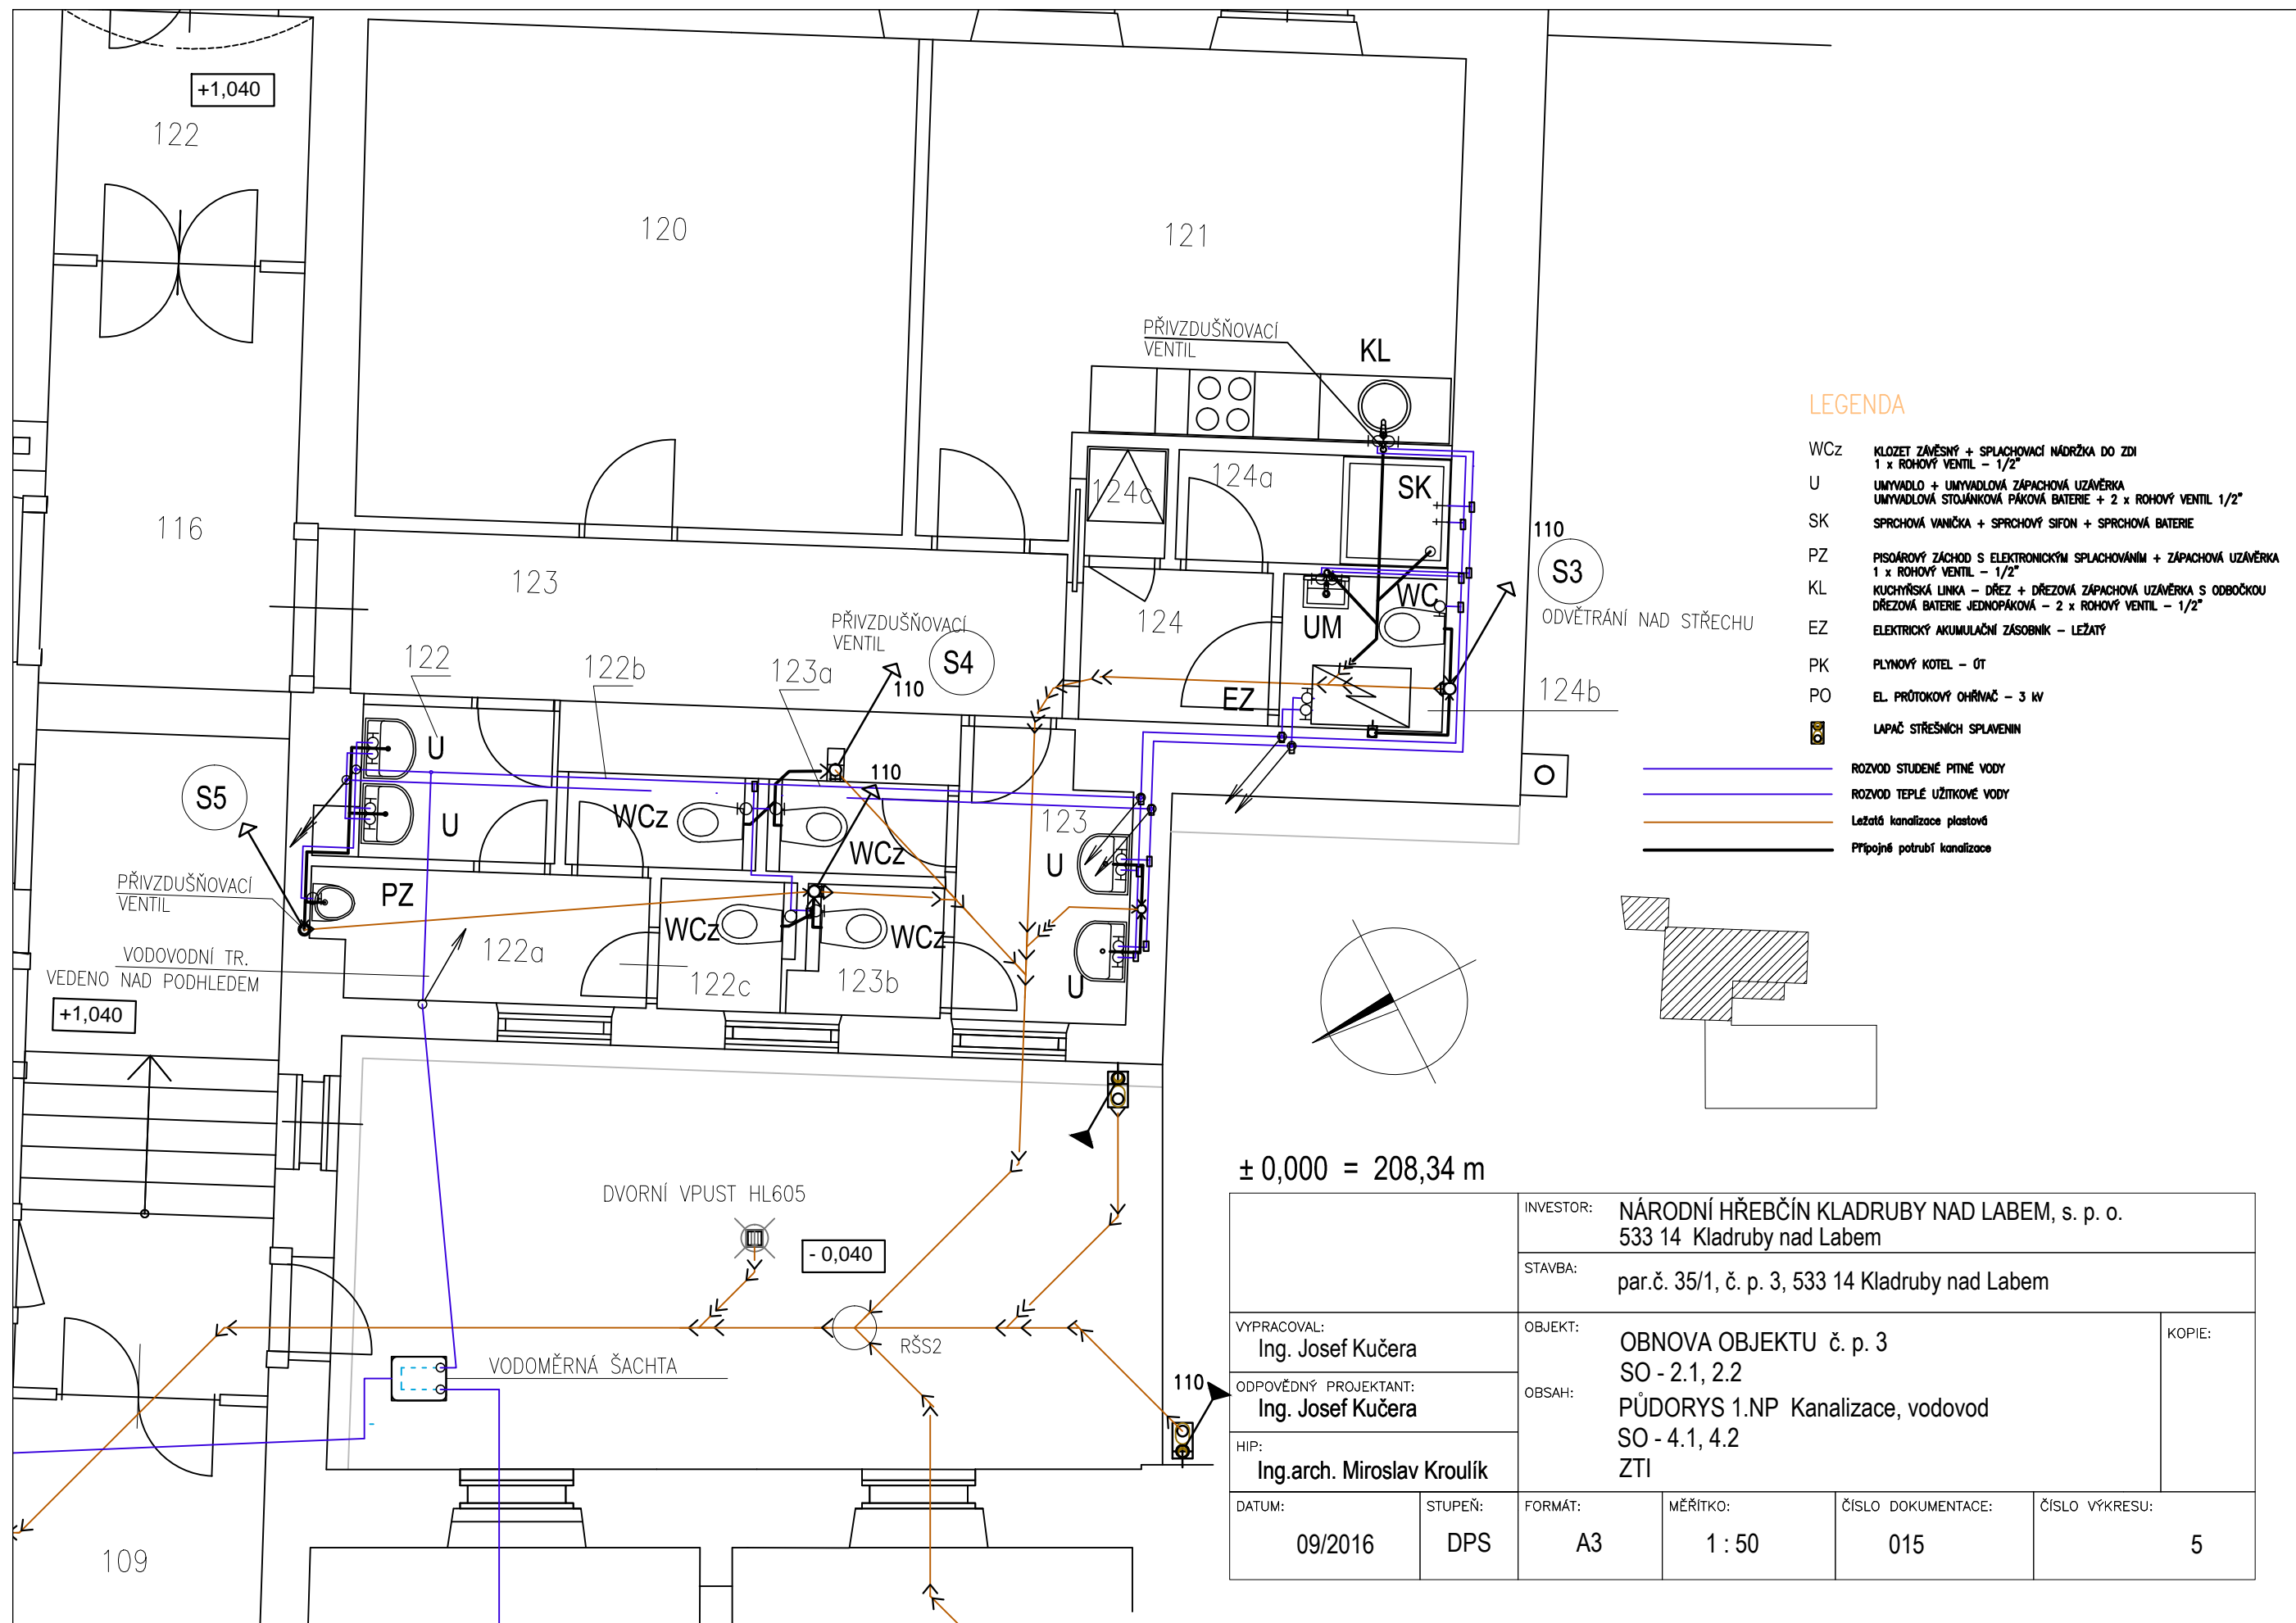 +1,040
122
120
121
PŘIVZDUŠŇOVACÍ
VENTIL
KL
116
123
124c
124a
SK
110
S3
ODVĚTRÁNÍ NAD STŘECHU
WC
UM
124
EZ
124b
PŘIVZDUŠŇOVACÍ
VENTIL
S4
110
122
122b
123a
U
U
S5
WCz
110
WCz
123
U
PŘIVZDUŠŇOVACÍ
VENTIL
PZ
WCz
WCz
U
VODOVODNÍ TR.
VEDENO NAD PODHLEDEM
122a
122c
123b
+1,040
DVORNÍ VPUST HL605
- 0,040
RŠS2
VODOMĚRNÁ ŠACHTA
110
109
LEGENDA
WCz KLOZET ZÁVĚSNÝ + SPLACHOVACÍ NÁDRŽKA DO ZDI
1 x ROHOVÝ VENTIL – 1/2"
U UMYVADLO + UMYVADLOVÁ ZÁPACHOVÁ UZÁVĚRKA
UMYVADLOVÁ STOJÁNKOVÁ PÁKOVÁ BATERIE + 2 x ROHOVÝ VENTIL 1/2"
SK SPRCHOVÁ VANIČKA + SPRCHOVÝ SIFON + SPRCHOVÁ BATERIE
PZ PISOÁROVÝ ZÁCHOD S ELEKTRONICKÝM SPLACHOVÁNÍM + ZÁPACHOVÁ UZÁVĚRKA
1 x ROHOVÝ VENTIL – 1/2"
KL KUCHYŇSKÁ LINKA – DŘEZ + DŘEZOVÁ ZÁPACHOVÁ UZÁVĚRKA S ODBOČKOU
DŘEZOVÁ BATERIE JEDNOPÁKOVÁ – 2 x ROHOVÝ VENTIL – 1/2"
EZ ELEKTRICKÝ AKUMULAČNÍ ZÁSOBNÍK – LEŽATÝ
PK PLYNOVÝ KOTEL – ÚT
PO EL. PRŮTOKOVÝ OHŘÍVAČ – 3 kV
LAPAČ STŘEŠNÍCH SPLAVENIN
ROZVOD STUDENÉ PITNÉ VODY
ROZVOD TEPLÉ UŽITKOVÉ VODY
Ležatá kanalizace plastová
Přípojné potrubí kanalizace
± 0,000 = 208,34 m
INVESTOR: NÁRODNÍ HŘEBČÍN KLADRUBY NAD LABEM, s. p. o.
533 14 Kladruby nad Labem
STAVBA: par.č. 35/1, č. p. 3, 533 14 Kladruby nad Labem
VYPRACOVAL:
Ing. Josef Kučera
ODPOVĚDNÝ PROJEKTANT:
Ing. Josef Kučera
HIP:
Ing.arch. Miroslav Kroulík
OBJEKT: OBNOVA OBJEKTU č. p. 3
SO - 2.1, 2.2
OBSAH: PŮDORYS 1.NP Kanalizace, vodovod
SO - 4.1, 4.2
ZTI
KOPIE:
DATUM: 09/2016
STUPEŇ: DPS
FORMÁT: A3
MĚŘÍTKO: 1 : 50
ČÍSLO DOKUMENTACE: 015
ČÍSLO VÝKRESU: 5